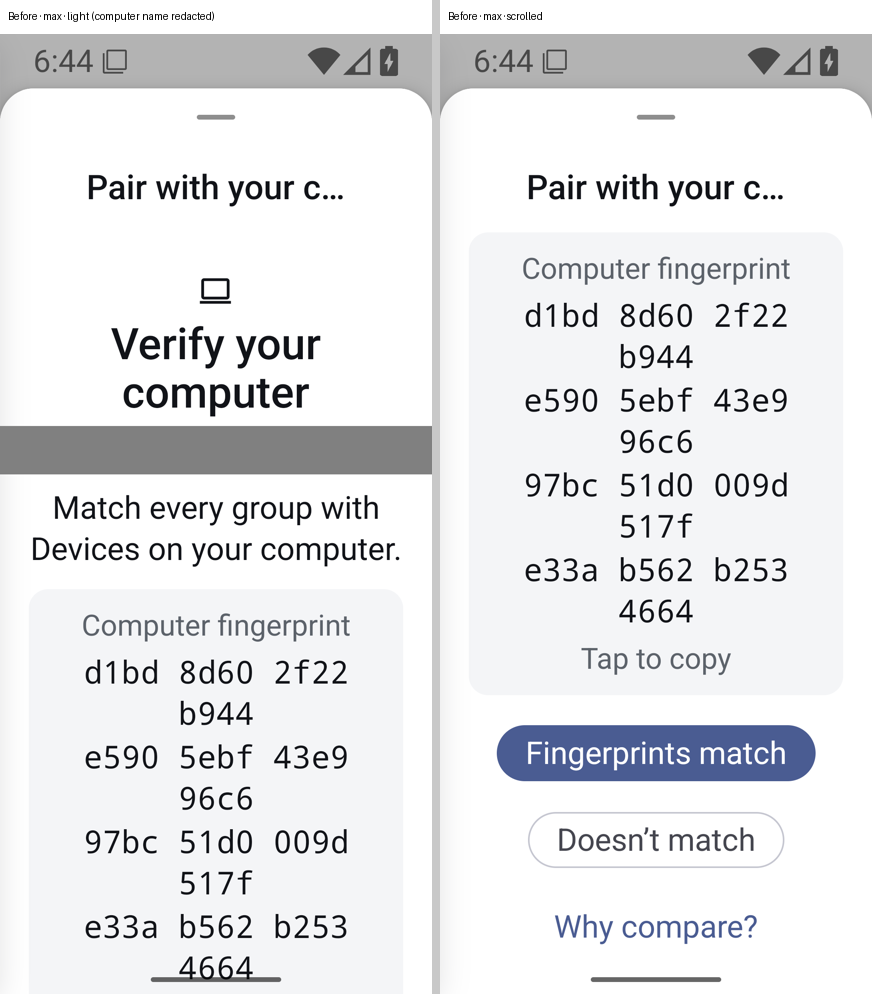 Before · max · light (computer name redacted)
6:44
Pair with your c…
Verify your
computer
Match every group with
Devices on your computer.
Computer fingerprint
d1bd 8d60 2f22
b944
e590 5ebf 43e9
96c6
97bc 51d0 009d
517f
e33a b562 b253
4664
Before · max · scrolled
6:44
Pair with your c…
Computer fingerprint
d1bd 8d60 2f22
b944
e590 5ebf 43e9
96c6
97bc 51d0 009d
517f
e33a b562 b253
4664
Tap to copy
Fingerprints match
Doesn’t match
Why compare?